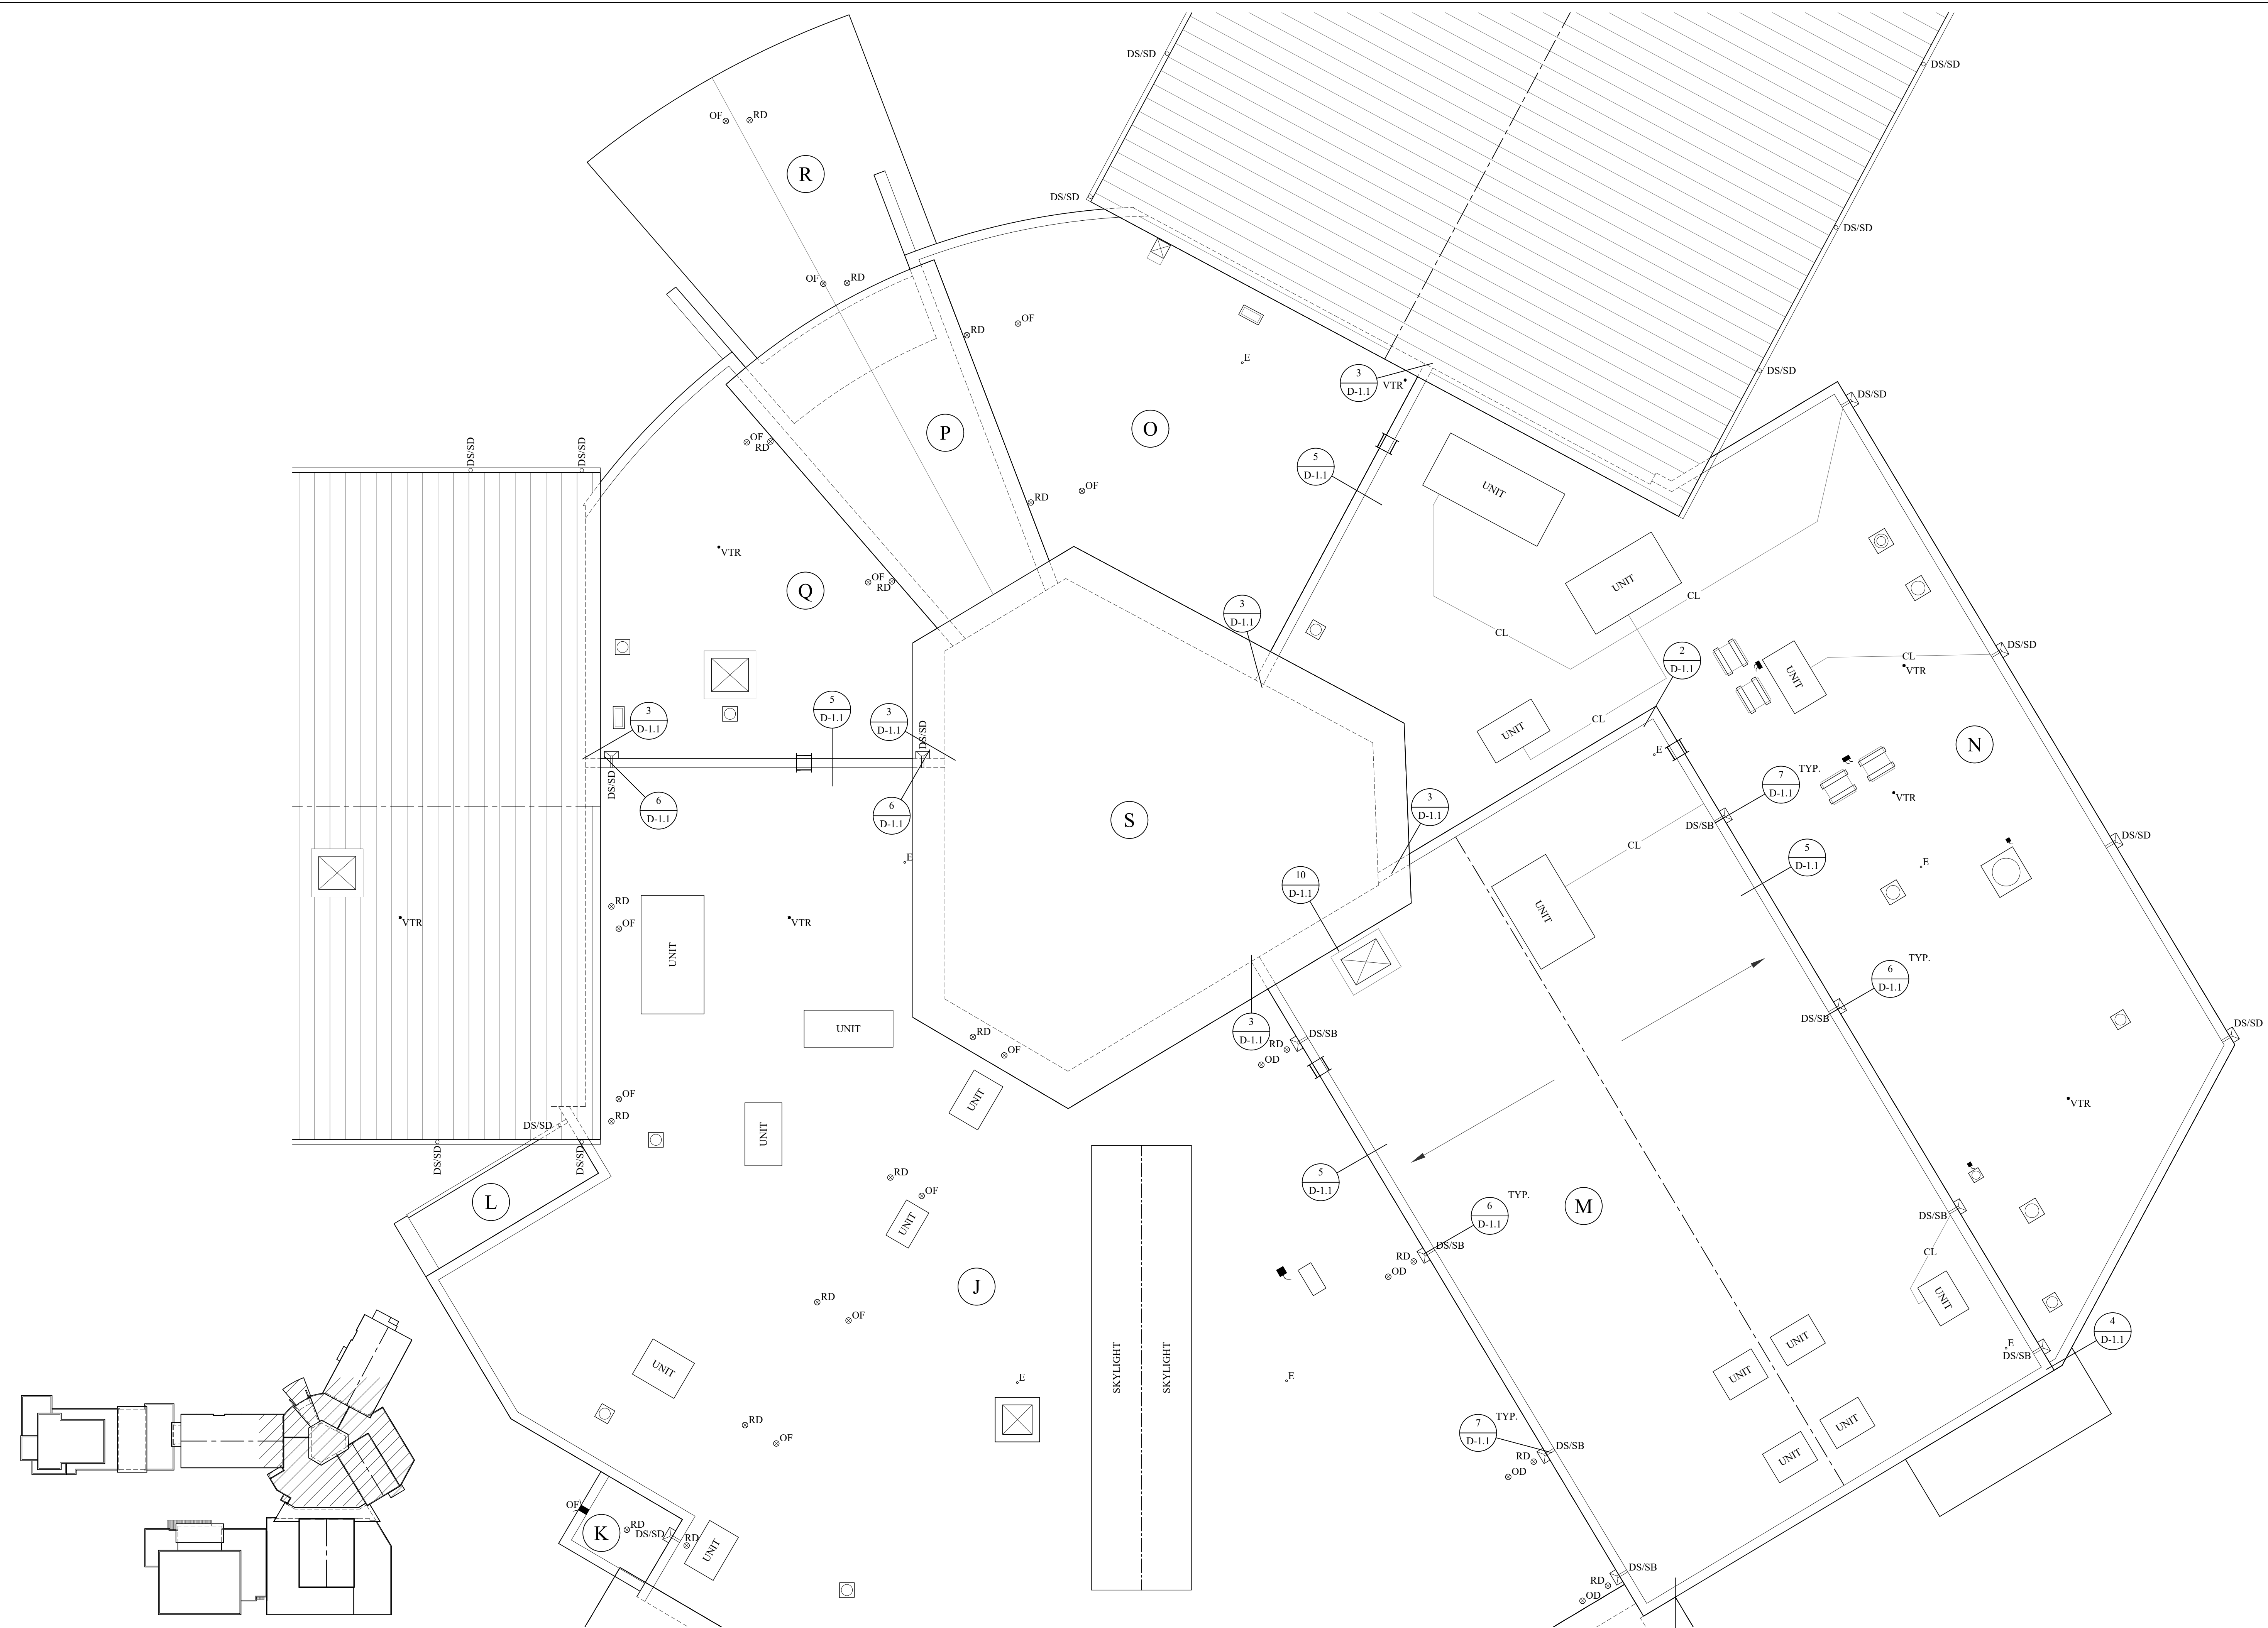 DS/SD
DS/SD
OF
RD
R
DS/SD
DS/SD
OF
RD
OF
RD
E
3
D-1.1
VTR
DS/SD
DS/SD
P
O
OF
RD
DS/SD
DS/SD
5
D-1.1
UNIT
RD
OF
VTR
Q
OF
RD
UNIT
CL
CL
3
D-1.1
2
D-1.1
DS/SD
CL
VTR
UNIT
3
D-1.1
5
D-1.1
3
D-1.1
DS/SD
CL
UNIT
E
N
DS/SD
6
D-1.1
6
D-1.1
S
3
D-1.1
7
D-1.1
TYP.
VTR
DS/SB
DS/SD
CL
E
5
D-1.1
E
10
D-1.1
RD
OF
VTR
VTR
UNIT
UNIT
6
D-1.1
TYP.
DS/SB
UNIT
RD
OF
3
D-1.1
DS/SB
RD
OD
DS/SD
OF
RD
UNIT
UNIT
VTR
DS/SD
DS/SD
DS/SD
RD
OF
5
D-1.1
L
UNIT
6
D-1.1
TYP.
M
DS/SB
DS/SB
RD
OD
CL
J
RD
OF
UNIT
UNIT
UNIT
SKYLIGHT
SKYLIGHT
E
E
E
DS/SB
4
D-1.1
UNIT
UNIT
UNIT
UNIT
RD
OF
7
D-1.1
TYP.
DS/SB
RD
OD
OF
K
RD
DS/SD
RD
UNIT
DS/SB
RD
OD